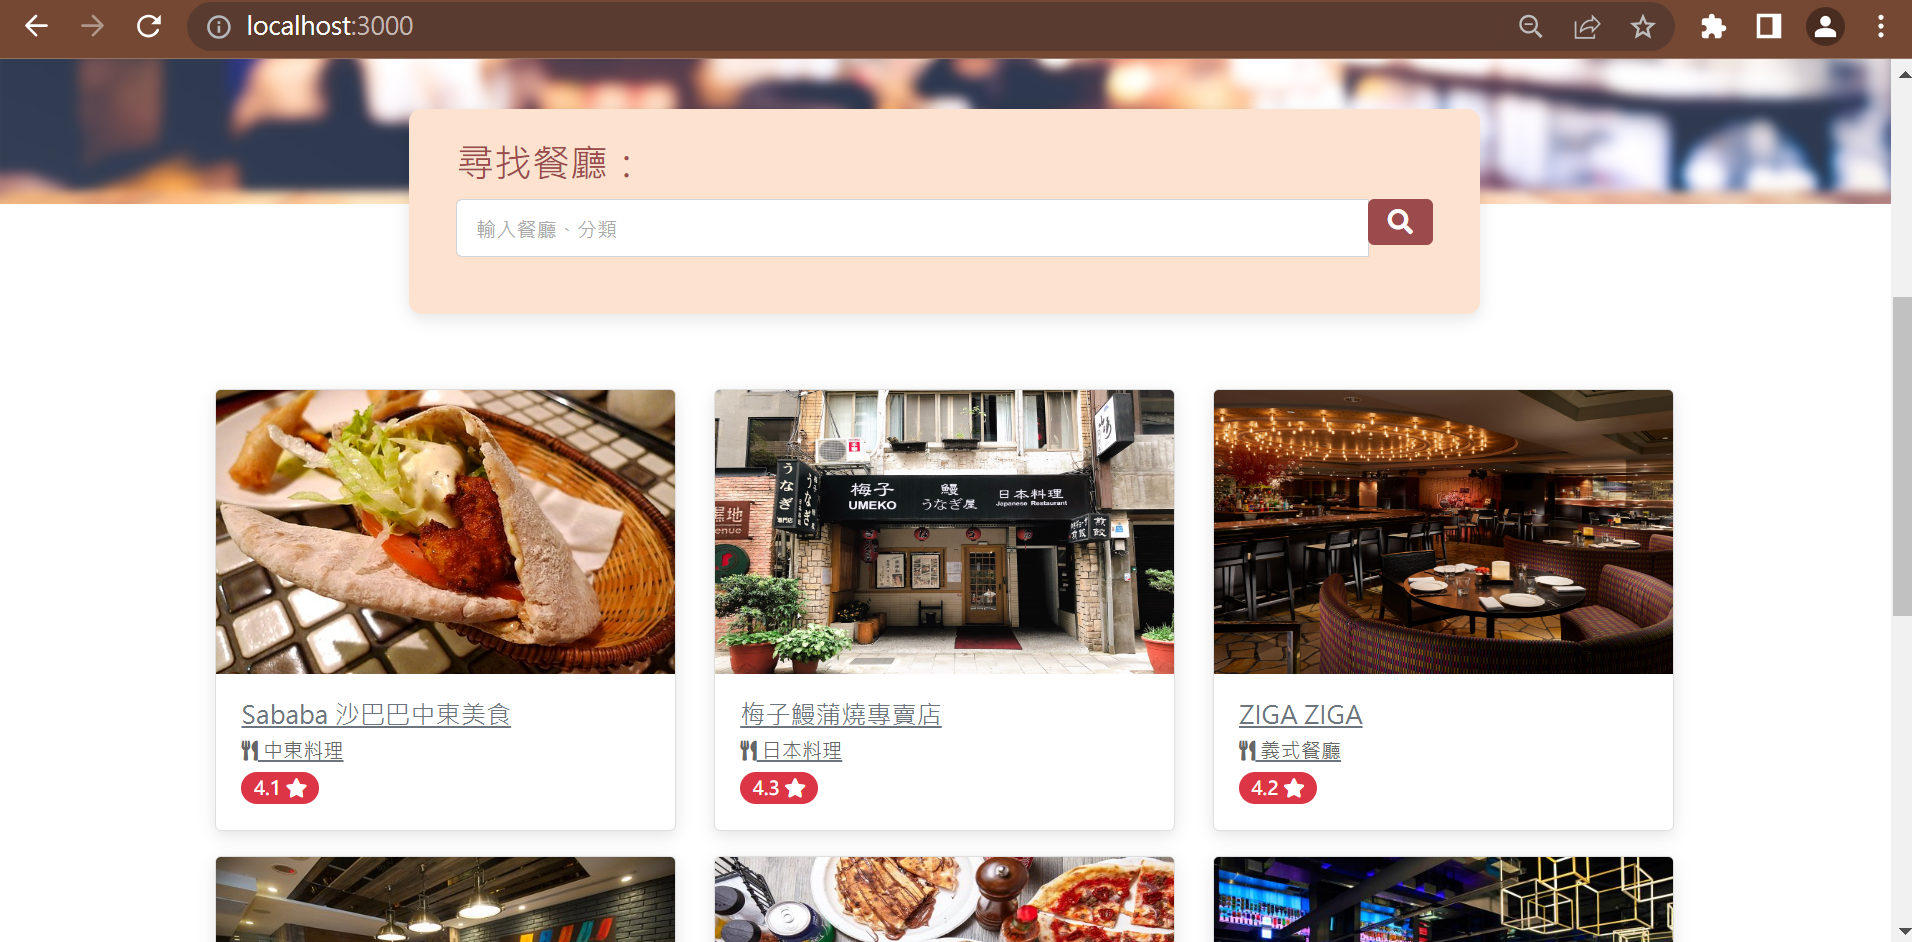 localhost:3000
尋找餐廳：
輸入餐廳、分類
梅子
UMEKO
鰻
うなぎ屋
日本料理
Japanese Restaurant
うなぎ
Sababa 沙巴巴中東美食
中東料理
4.1
梅子鰻蒲燒專賣店
日本料理
4.3
ZIGA ZIGA
義式餐廳
4.2